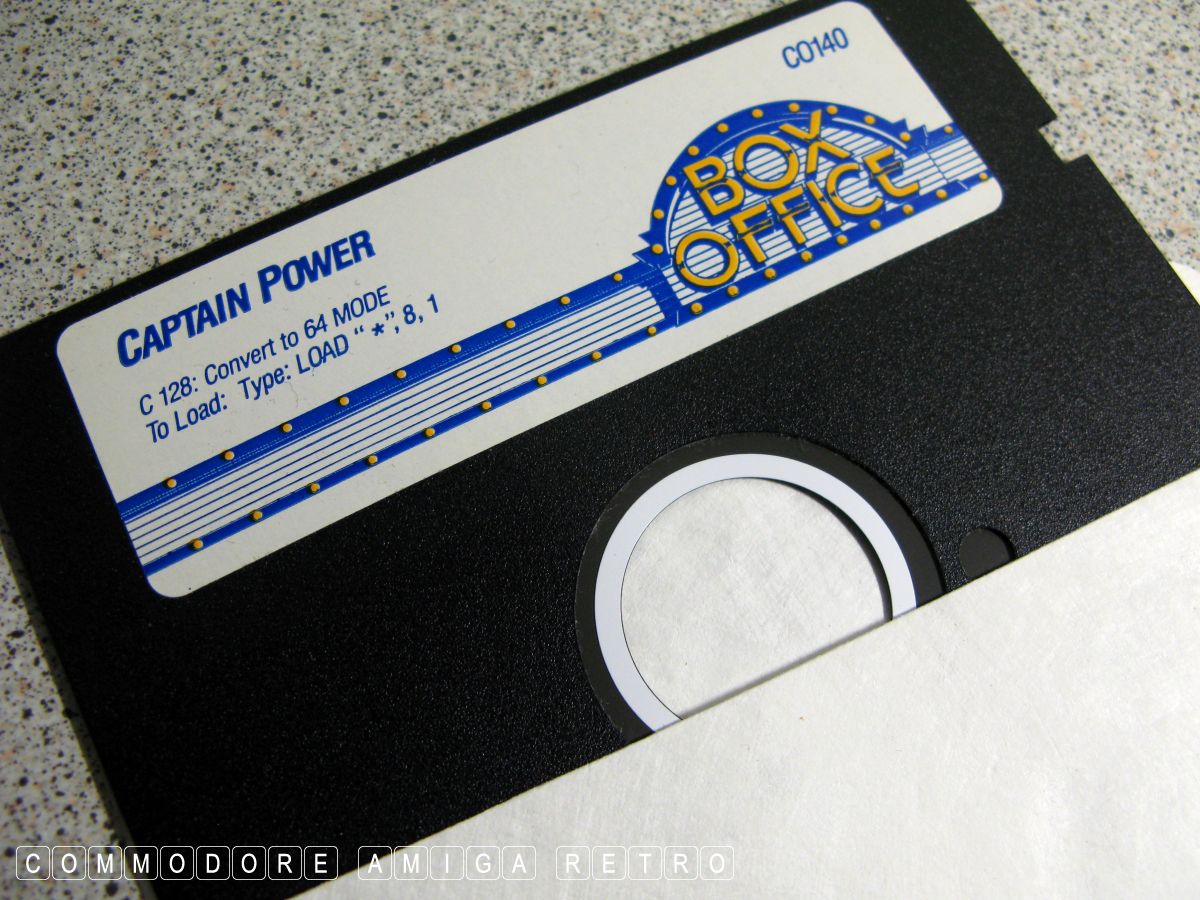 CO140
BOX
OFFICE
CAPTAIN POWER
C 128: Convert to 64 MODE
To Load: Type: LOAD “ * ”, 8, 1
COMMODORE AMIGA RETRO